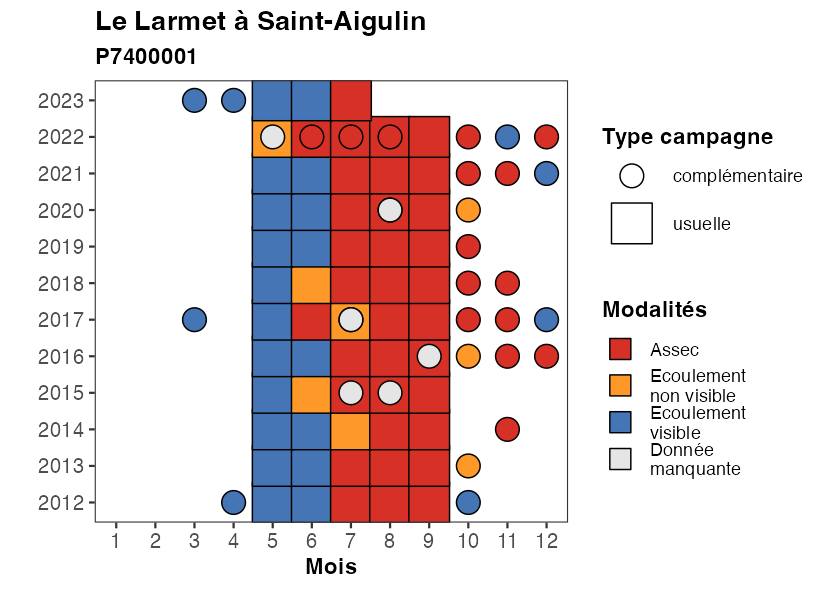 Le Larmet à Saint-Aigulin
P7400001
2023
2022
2021
2020
2019
2018
2017
2016
2015
2014
2013
2012
1 2 3 4 5 6 7 8 9 10 11 12
Mois
Type campagne
complémentaire
usuelle
Modalités
Assec
Ecoulement
non visible
Ecoulement
visible
Donnée
manquante